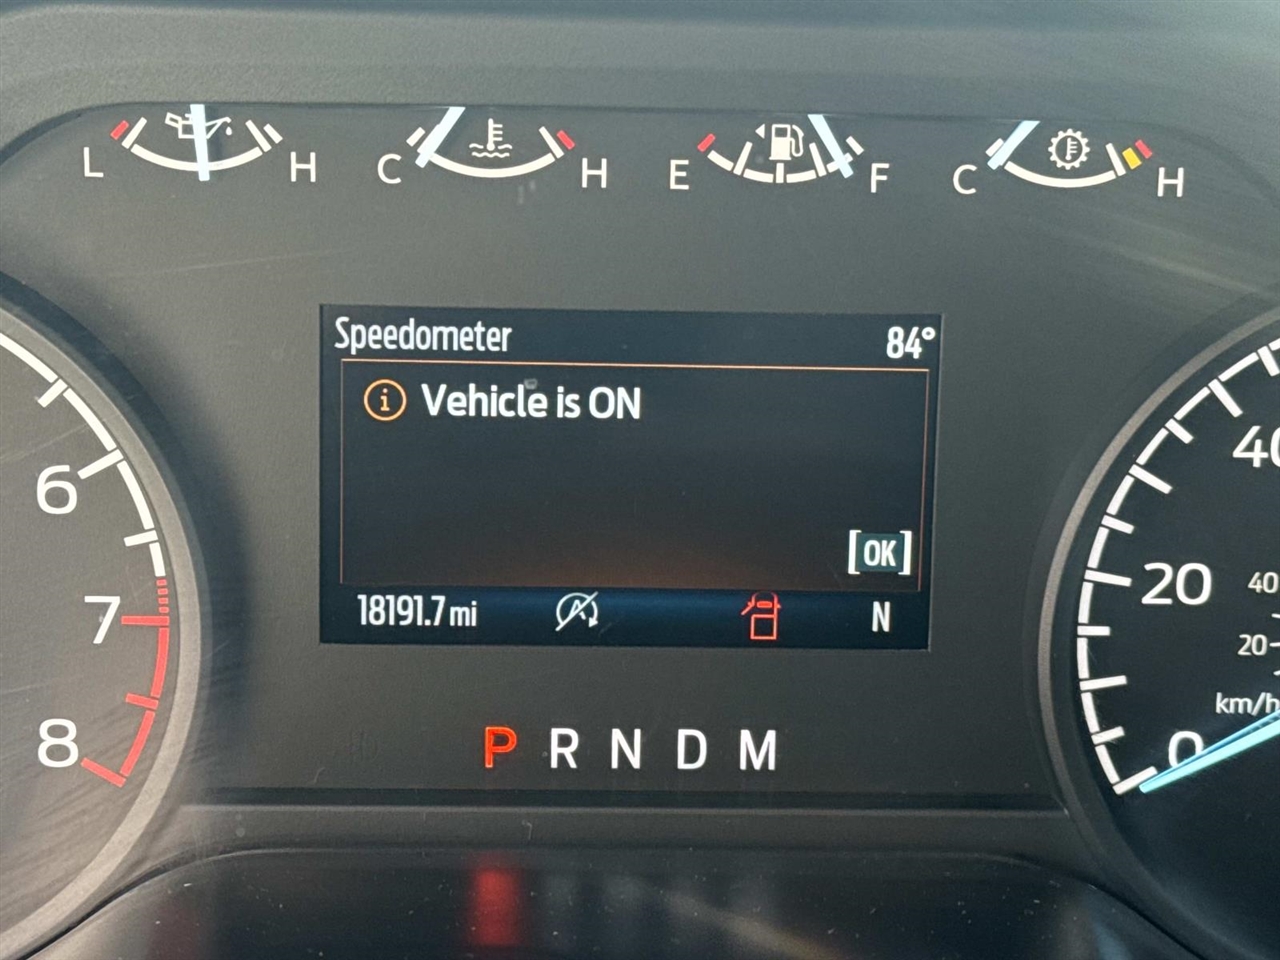 L H C H E F C H
Speedometer 84°
i Vehicle is ON
[OK]
18191.7 mi A N
6
7
8
P R N D M
40
20
0
40
20
km/h